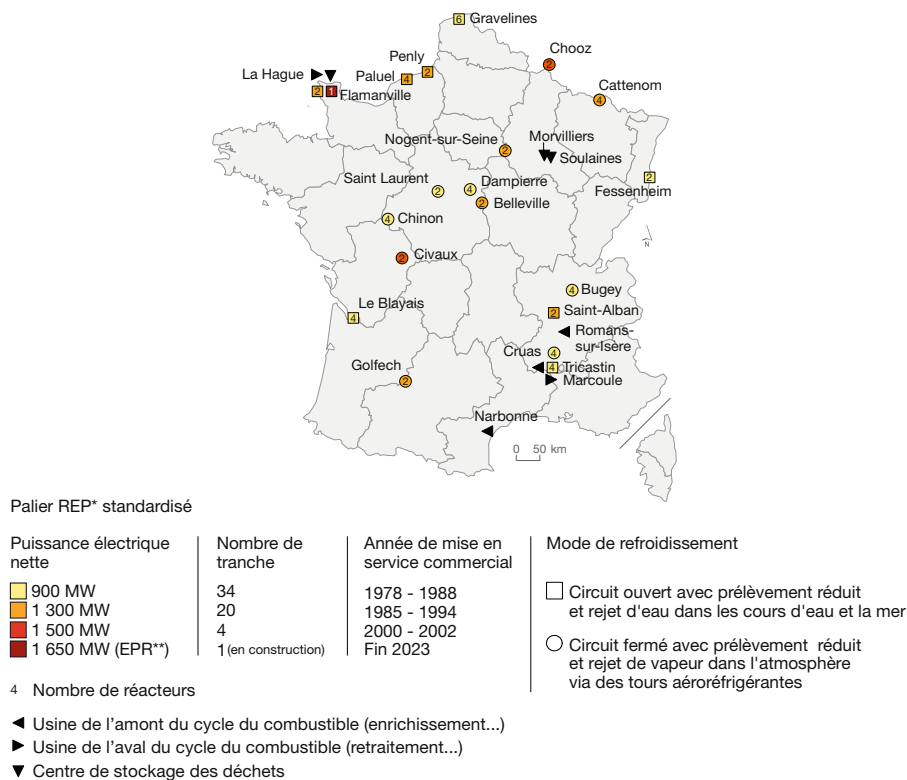 6 Gravelines
Penly
2
Chooz
2
La Hague
Paluel
4
Cattenom
4
2
1
Flamanville
Nogent-sur-Seine
2
Morvilliers
Soulaines
Saint Laurent
2
4
Dampierre
2
Belleville
2
Fessenheim
4 Chinon
N
2
Civaux
4 Bugey
Le Blayais
4
2
Saint-Alban
Romans-
sur-Isère
Cruas
4
Golfech
2
4
Tricastin
Marcoule
Narbonne
0 50 km
Palier REP* standardisé
Puissance électrique
nette
Nombre de
tranche
Année de mise en
service commercial
Mode de refroidissement
900 MW 34 1978 - 1988
1 300 MW 20 1985 - 1994
1 500 MW 4 2000 - 2002
1 650 MW (EPR**) 1 (en construction) Fin 2023
Circuit ouvert avec prélèvement réduit
et rejet d'eau dans les cours d'eau et la mer
Circuit fermé avec prélèvement réduit
et rejet de vapeur dans l'atmosphère
via des tours aéroréfrigérantes
4 Nombre de réacteurs
Usine de l'amont du cycle du combustible (enrichissement...)
Usine de l'aval du cycle du combustible (retraitement...)
Centre de stockage des déchets